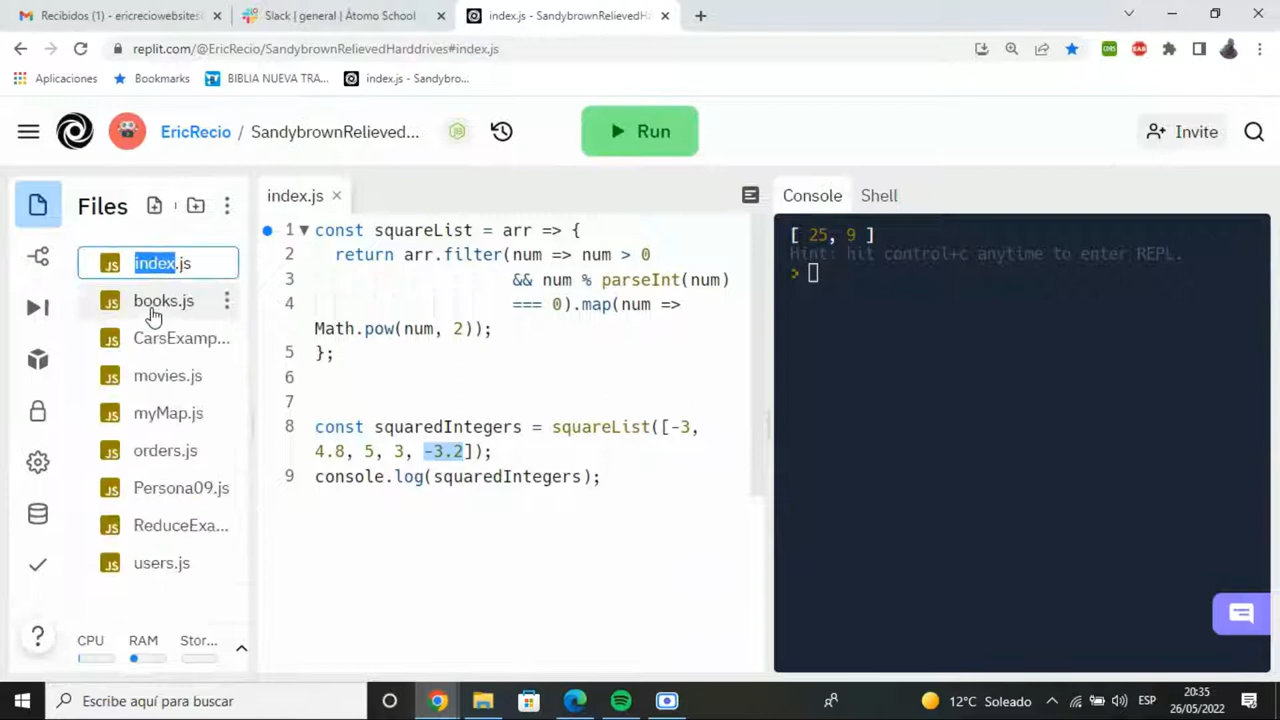 Recibidos (1) - ericreciowebsites
Slack | general | Átomo School
index.js - SandybrownRelievedHa
replit.com/@EricRecio/SandybrownRelievedHarddrives#index.js
Aplicaciones
Bookmarks
BIBLIA NUEVA TRA...
index.js - Sandybro...
EricRecio / SandybrownRelieved...
Run
Invite
Files
index.js
books.js
CarsExamp...
movies.js
myMap.js
orders.js
Persona09.js
ReduceExa...
users.js
CPU RAM Stor...
index.js
1 const squareList = arr => {
2 return arr.filter(num => num > 0
3 && num % parseInt(num)
4 === 0).map(num =>
Math.pow(num, 2));
5 };
6
7
8 const squaredIntegers = squareList([-3,
4.8, 5, 3, -3.2]);
9 console.log(squaredIntegers);
Console Shell
[ 25, 9 ]
Hint: hit control+c anytime to enter REPL.
>
Escribe aquí para buscar
12°C Soleado
ESP
20:35
26/05/2022